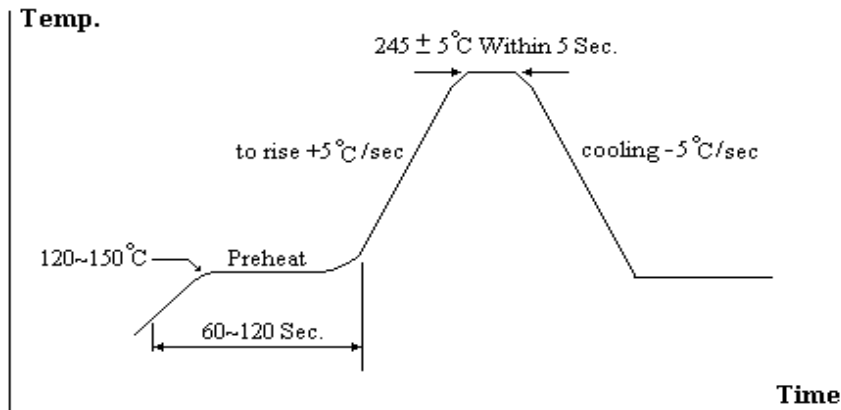 Temp.
245 ± 5°C Within 5 Sec.
to rise +5°C/sec
cooling -5°C/sec
120~150°C
Preheat
60~120 Sec.
Time